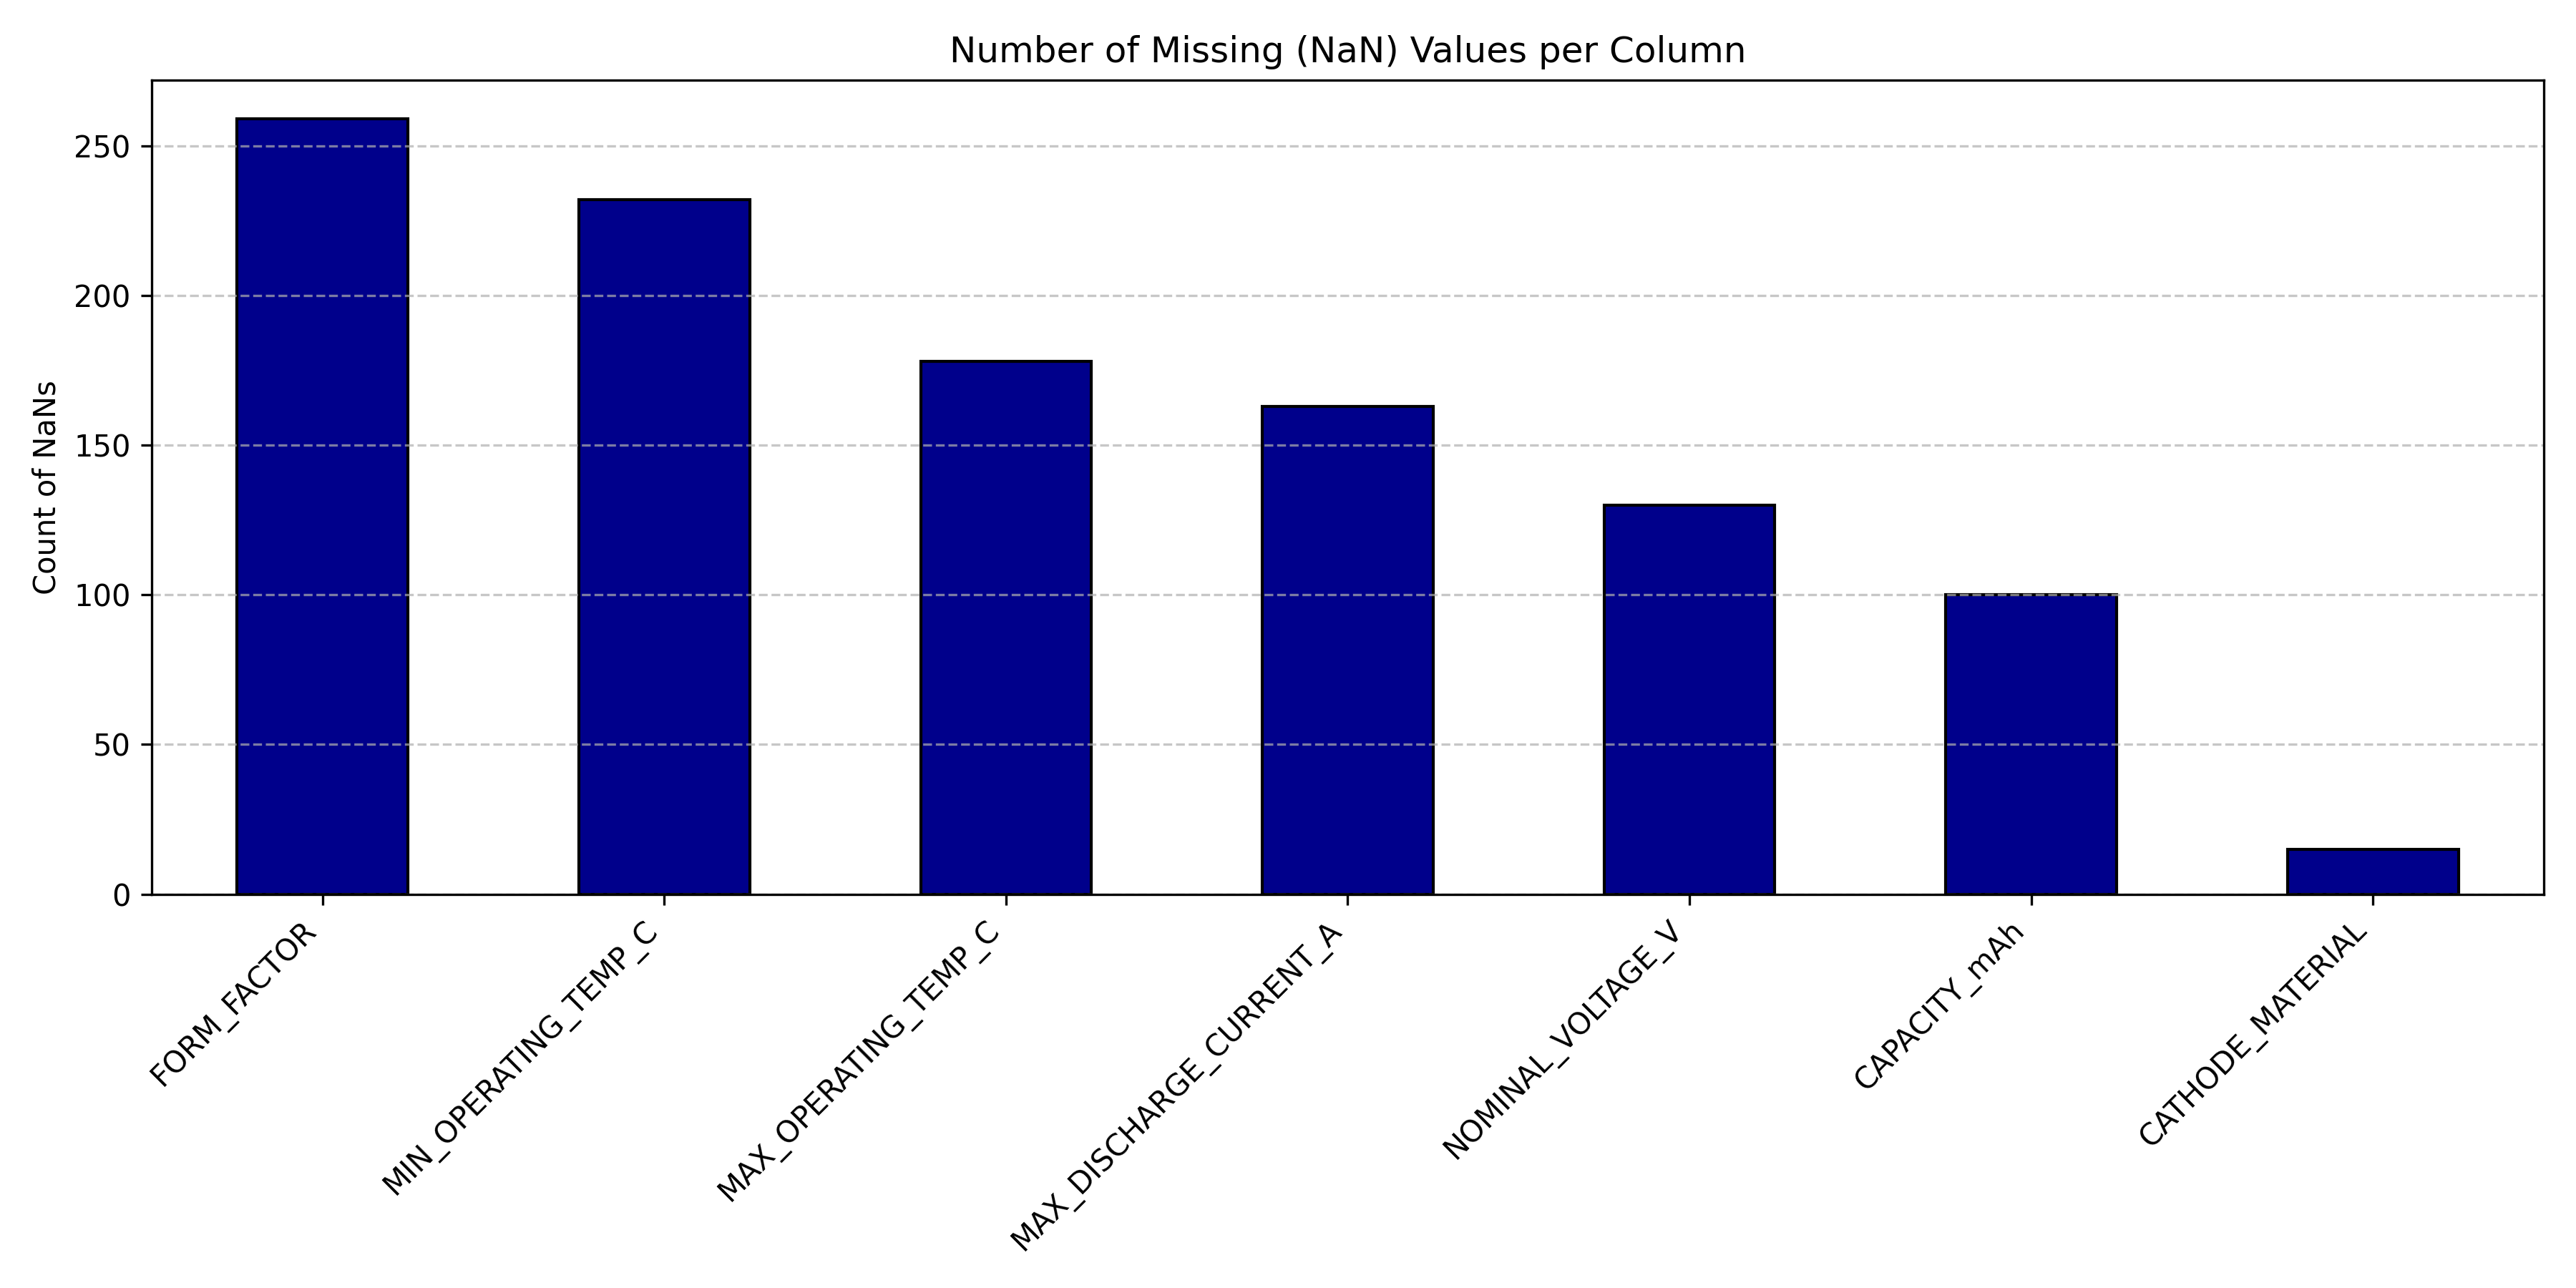 Number of Missing (NaN) Values per Column
Count of NaNs
250
200
150
100
50
0
FORM_FACTOR
MIN_OPERATING_TEMP_C
MAX_OPERATING_TEMP_C
MAX_DISCHARGE_CURRENT_A
NOMINAL_VOLTAGE_V
CAPACITY_mAh
CATHODE_MATERIAL